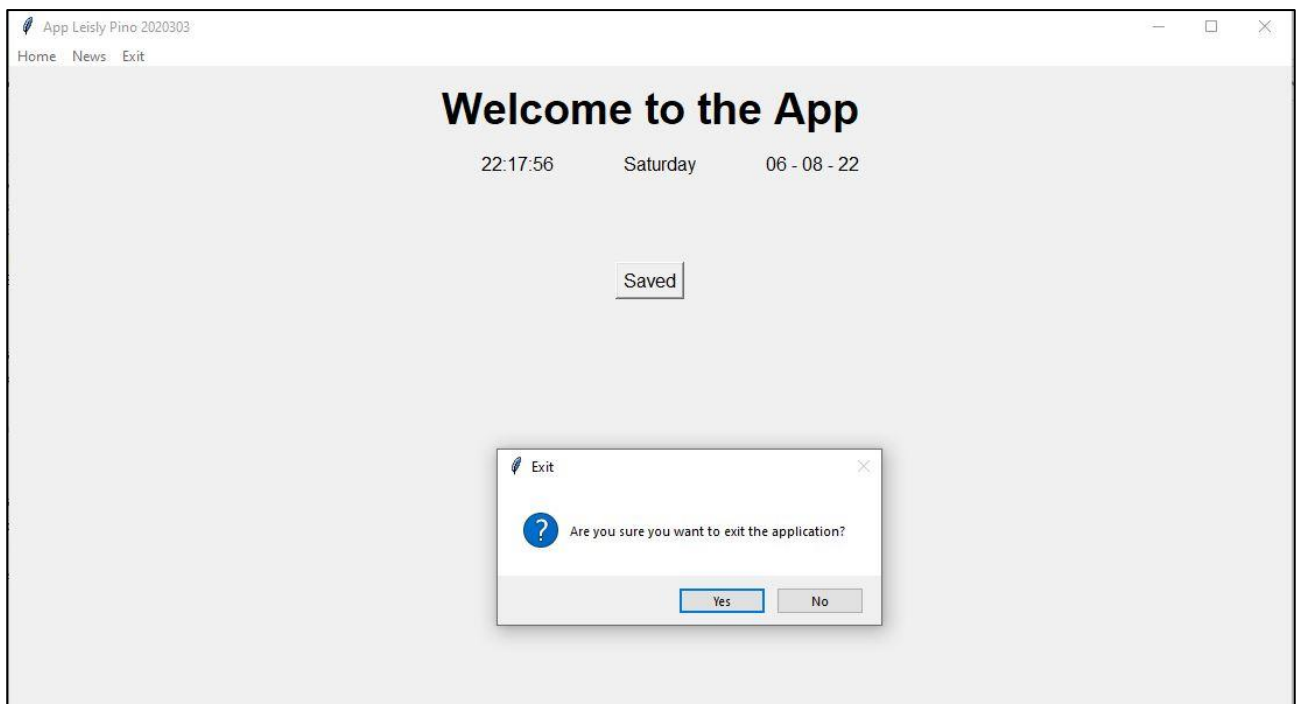 App Leisly Pino 2020303
Home News Exit
Welcome to the App
22:17:56 Saturday 06 - 08 - 22
Saved
Exit
Are you sure you want to exit the application?
Yes No